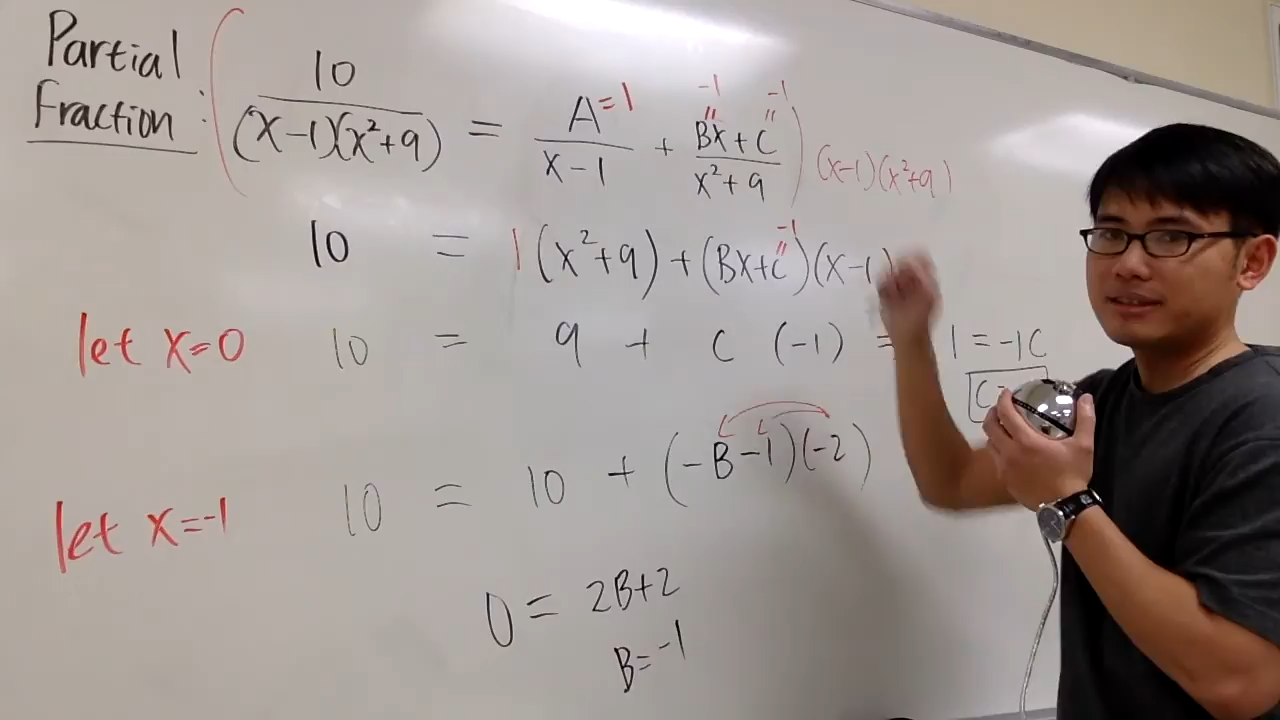 Partial Fraction:
10/((x-1)(x²+9)) = A/(x-1) + (Bx+C)/(x²+9) (x-1)(x²+9)
=1 -1 -1
10 = 1(x²+9)+(Bx+C)(x-1)
-1
let x=0 10 = 9 + C (-1) = 1=-1C
10 = 10 + (-B-1)(-2)
let x=-1
0=2B+2
B=-1